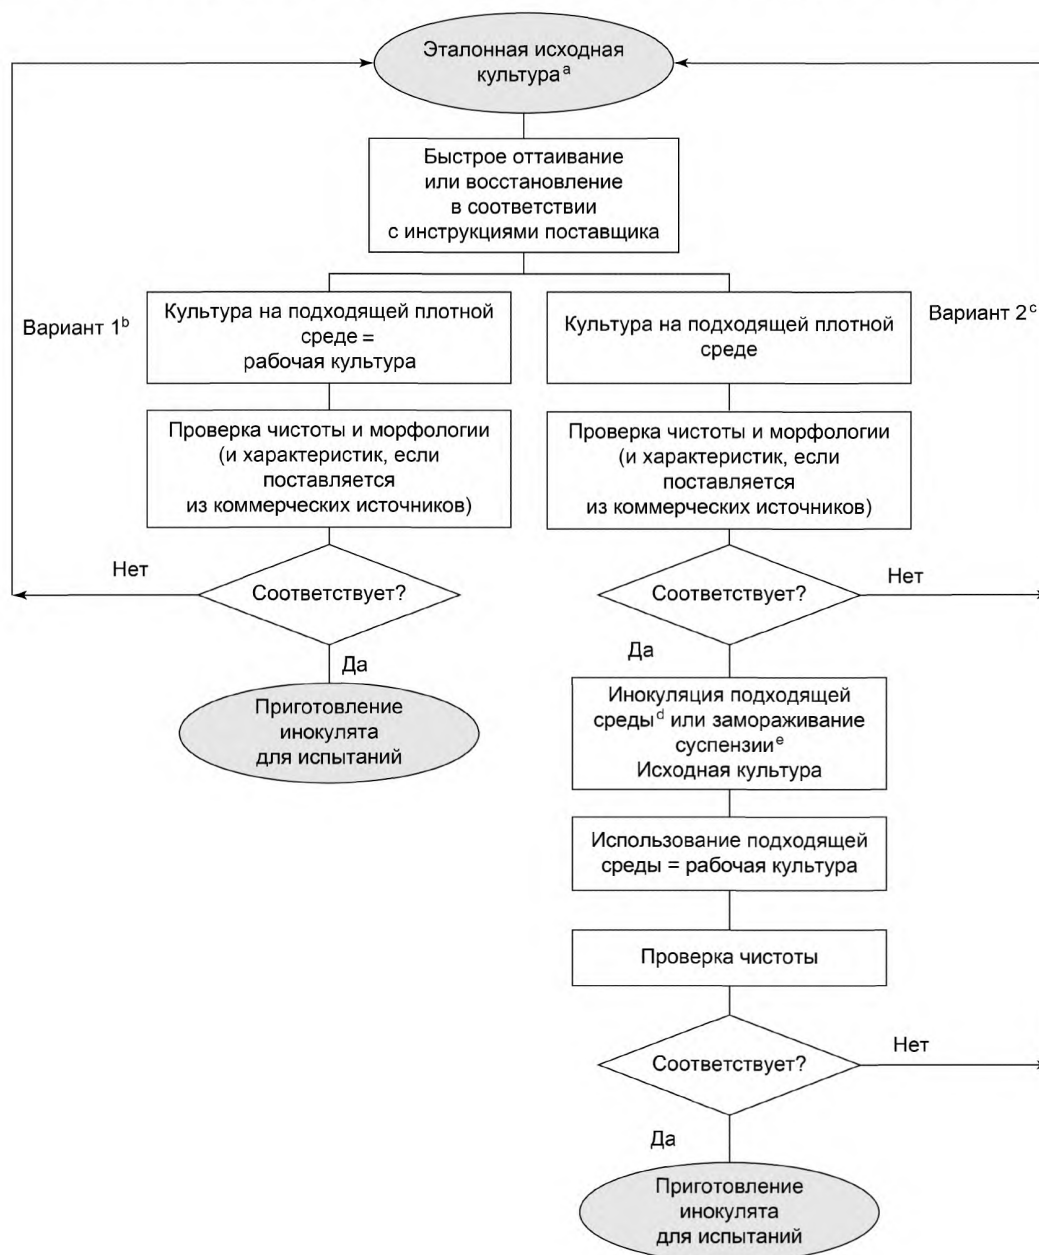 Эталонная исходная
культура a
Быстрое оттаивание
или восстановление
в соответствии
с инструкциями поставщика
Вариант 1 b
Культура на подходящей плотной
среде =
рабочая культура
Культура на подходящей плотной
среде
Вариант 2 c
Проверка чистоты и морфологии
(и характеристик, если
поставляется
из коммерческих источников)
Проверка чистоты и морфологии
(и характеристик, если
поставляется
из коммерческих источников)
Нет
Соответствует?
Да
Соответствует?
Нет
Да
Приготовление
инокулята
для испытаний
Инокуляция подходящей
среды d или замораживание
суспензии e
Исходная культура
Использование подходящей
среды = рабочая культура
Проверка чистоты
Соответствует?
Нет
Да
Приготовление
инокулята
для испытаний